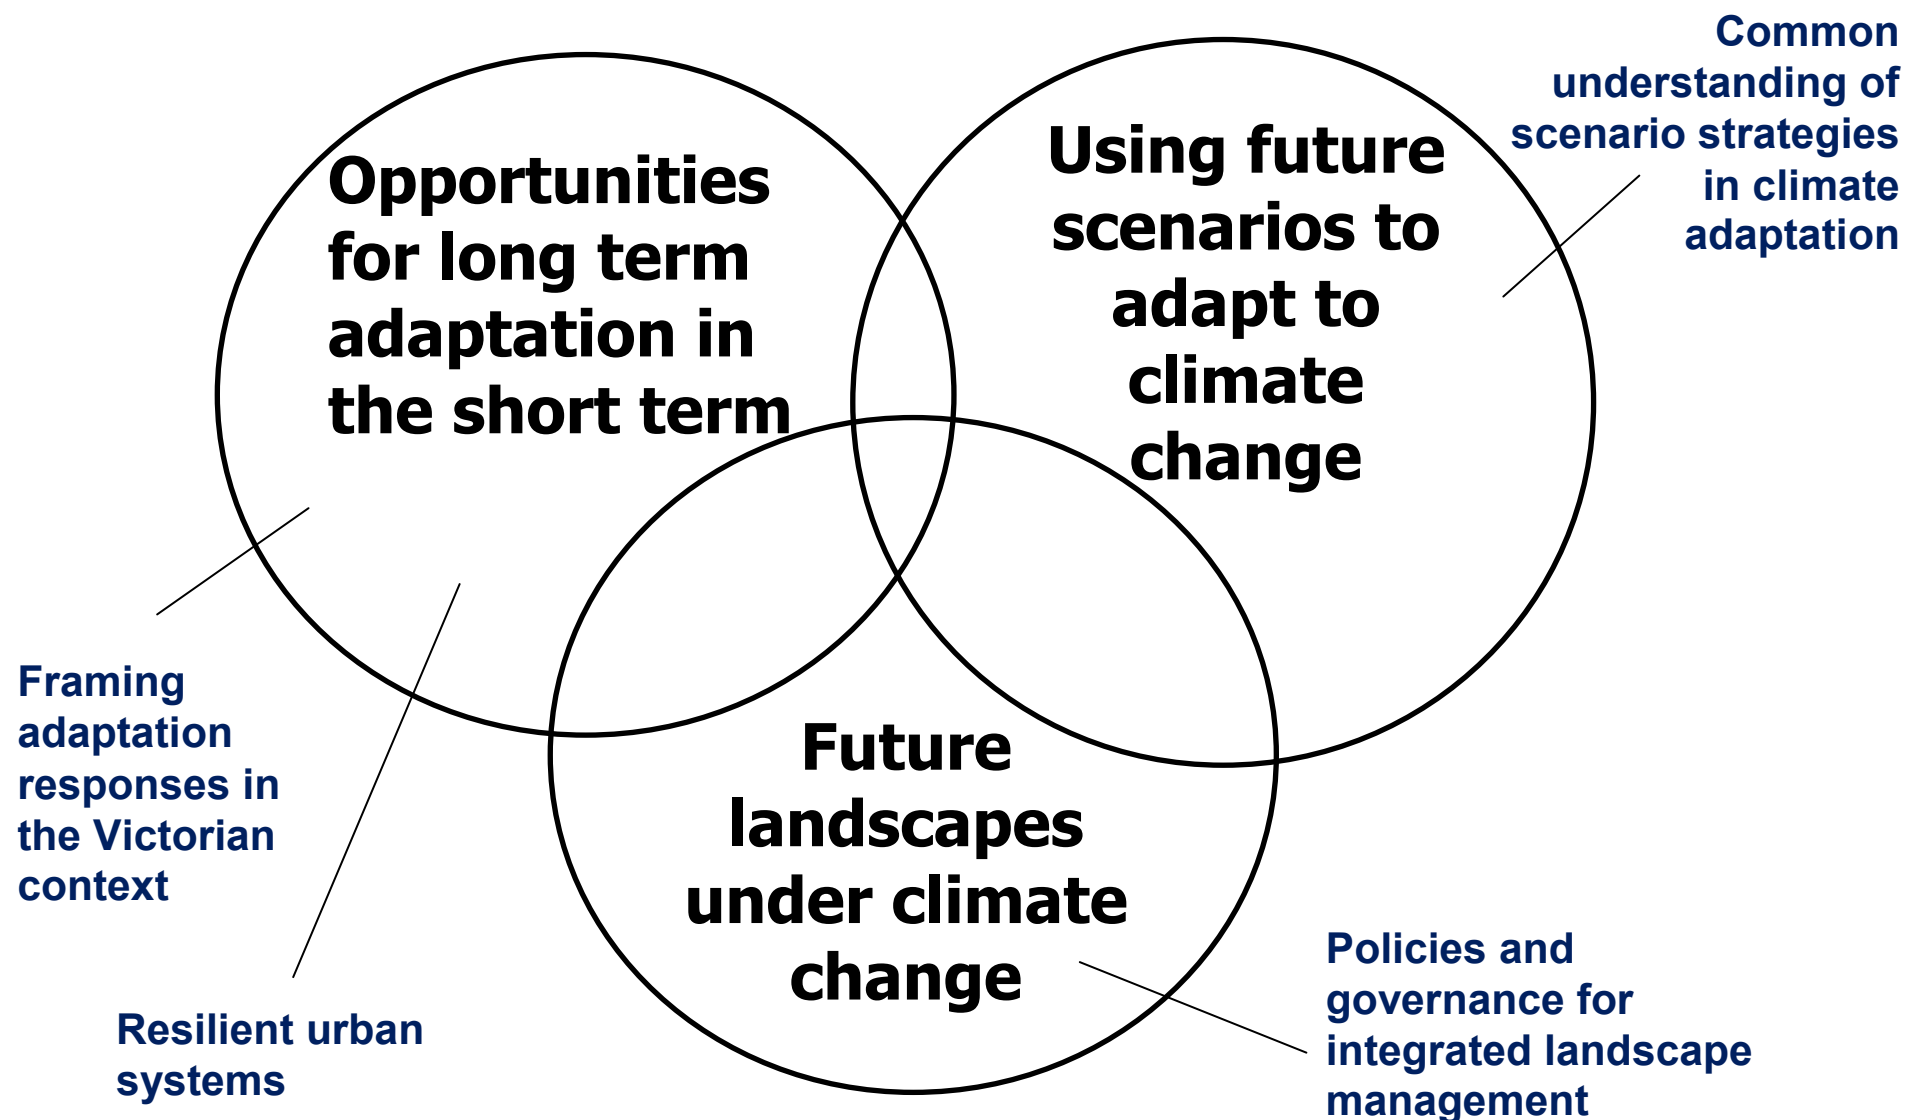 Common
understanding of
scenario strategies
in climate
adaptation
Opportunities
for long term
adaptation in
the short term
Using future
scenarios to
adapt to
climate
change
Framing
adaptation
responses in
the Victorian
context
Future
landscapes
under climate
change
Resilient urban
systems
Policies and
governance for
integrated landscape
management